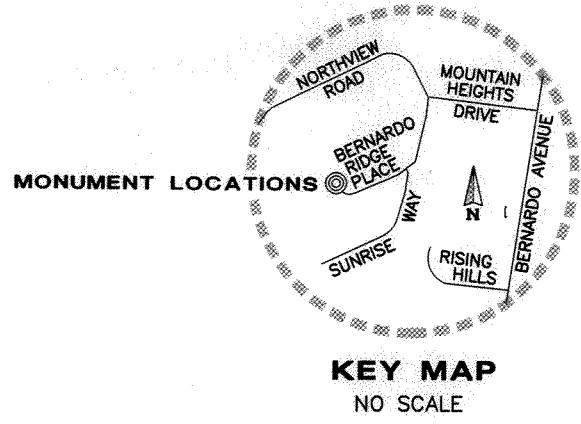 NORTHVIEW
ROAD
MOUNTAIN
HEIGHTS
DRIVE
BERNARDO AVENUE
BERNARDO
RIDGE
PLACE
MONUMENT LOCATIONS
SUNRISE
WAY
N
RISING
HILLS
KEY MAP
NO SCALE